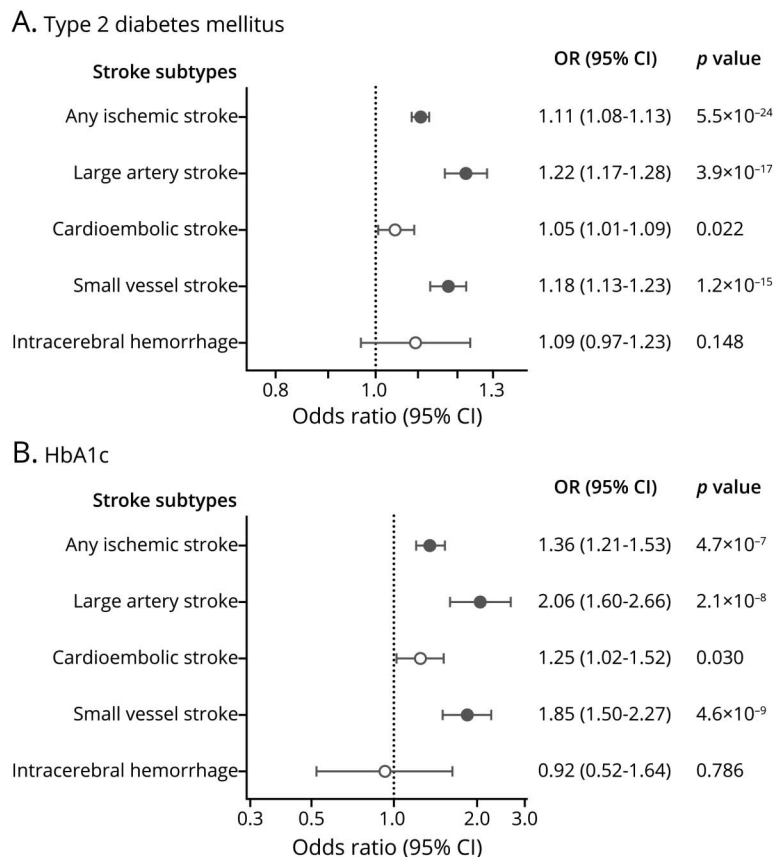 A. Type 2 diabetes mellitus
Stroke subtypes OR (95% CI) p value
Any ischemic stroke 1.11 (1.08-1.13) 5.5×10⁻²⁴
Large artery stroke 1.22 (1.17-1.28) 3.9×10⁻¹⁷
Cardioembolic stroke 1.05 (1.01-1.09) 0.022
Small vessel stroke 1.18 (1.13-1.23) 1.2×10⁻¹⁵
Intracerebral hemorrhage 1.09 (0.97-1.23) 0.148
0.8 1.0 1.3
Odds ratio (95% CI)
B. HbA1c
Stroke subtypes OR (95% CI) p value
Any ischemic stroke 1.36 (1.21-1.53) 4.7×10⁻⁷
Large artery stroke 2.06 (1.60-2.66) 2.1×10⁻⁸
Cardioembolic stroke 1.25 (1.02-1.52) 0.030
Small vessel stroke 1.85 (1.50-2.27) 4.6×10⁻⁹
Intracerebral hemorrhage 0.92 (0.52-1.64) 0.786
0.3 0.5 1.0 2.0 3.0
Odds ratio (95% CI)